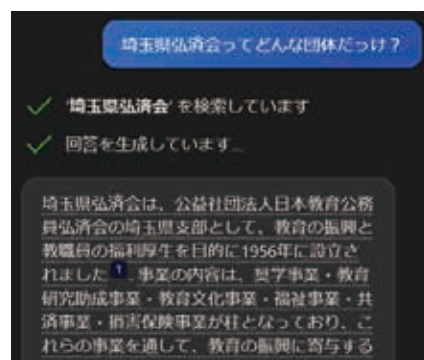 埼玉県弘済会ってどんな団体だっけ？
'埼玉県弘済会' を検索しています
回答を生成しています…
埼玉県弘済会は、公益社団法人日本教育公務
員弘済会の埼玉県支部として、教育の振興と
教職員の福利厚生を目的に1956年に設立さ
れました 1 。事業の内容は、奨学事業・教育
研究助成事業・教育文化事業・福祉事業・共
済事業・損害保険事業が柱となっており、こ
れらの事業を通して、教育の振興に寄与する